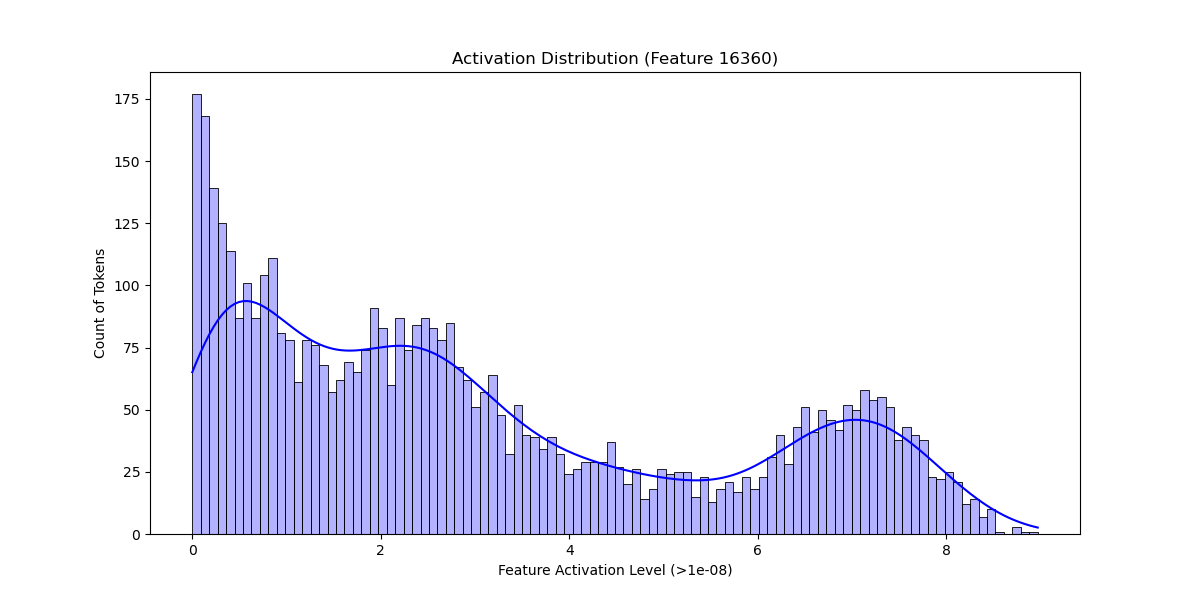 Activation Distribution (Feature 16360)
175
150
125
100
75
50
25
0
Count of Tokens
0 2 4 6 8
Feature Activation Level (>1e-08)